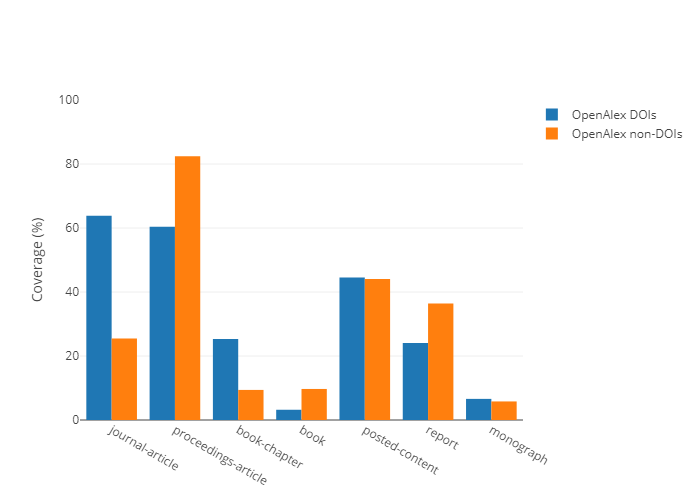 100
80
60
40
20
0
Coverage (%)
journal-article
proceedings-article
book-chapter
book
posted-content
report
monograph
OpenAlex DOIs
OpenAlex non-DOIs